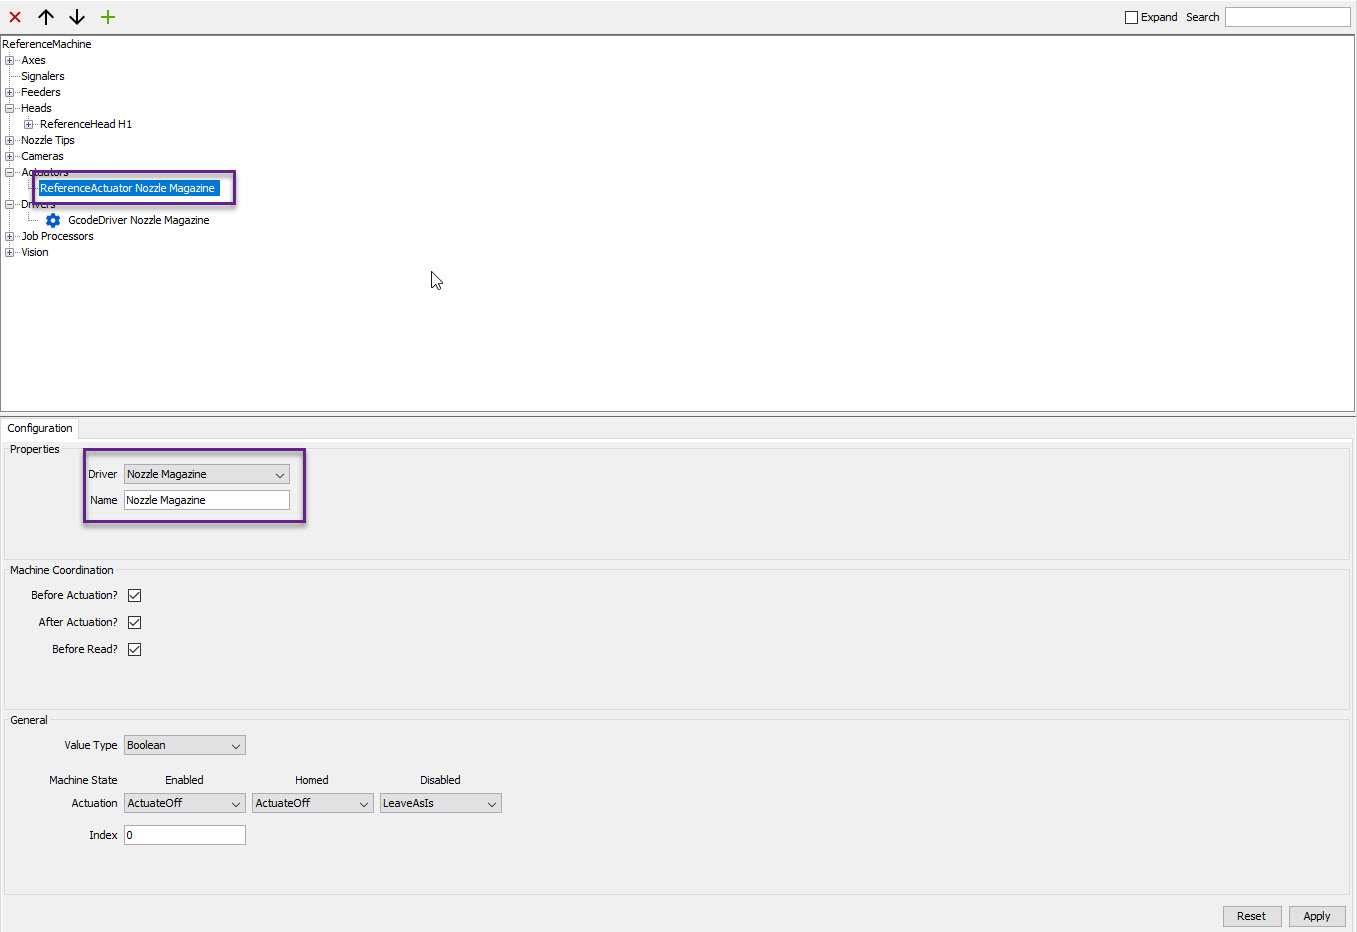 Expand Search
ReferenceMachine
Axes
Signalers
Feeders
Heads
ReferenceHead H1
Nozzle Tips
Cameras
Actuators
ReferenceActuator Nozzle Magazine
Drivers
GcodeDriver Nozzle Magazine
Job Processors
Vision
Configuration
Properties
Driver Nozzle Magazine
Name Nozzle Magazine
Machine Coordination
Before Actuation?
After Actuation?
Before Read?
General
Value Type Boolean
Machine State Enabled Homed Disabled
Actuation ActuateOff ActuateOff LeaveAsIs
Index 0
Reset Apply